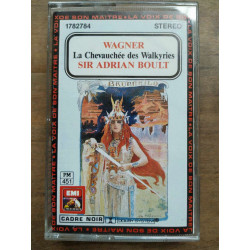 LA VOIX DE SON MAITRE
1782784 STEREO
WAGNER
La Chevauchée des Walkyries
SIR ADRIAN BOULT
PM
451
EMI
CADRE NOIR